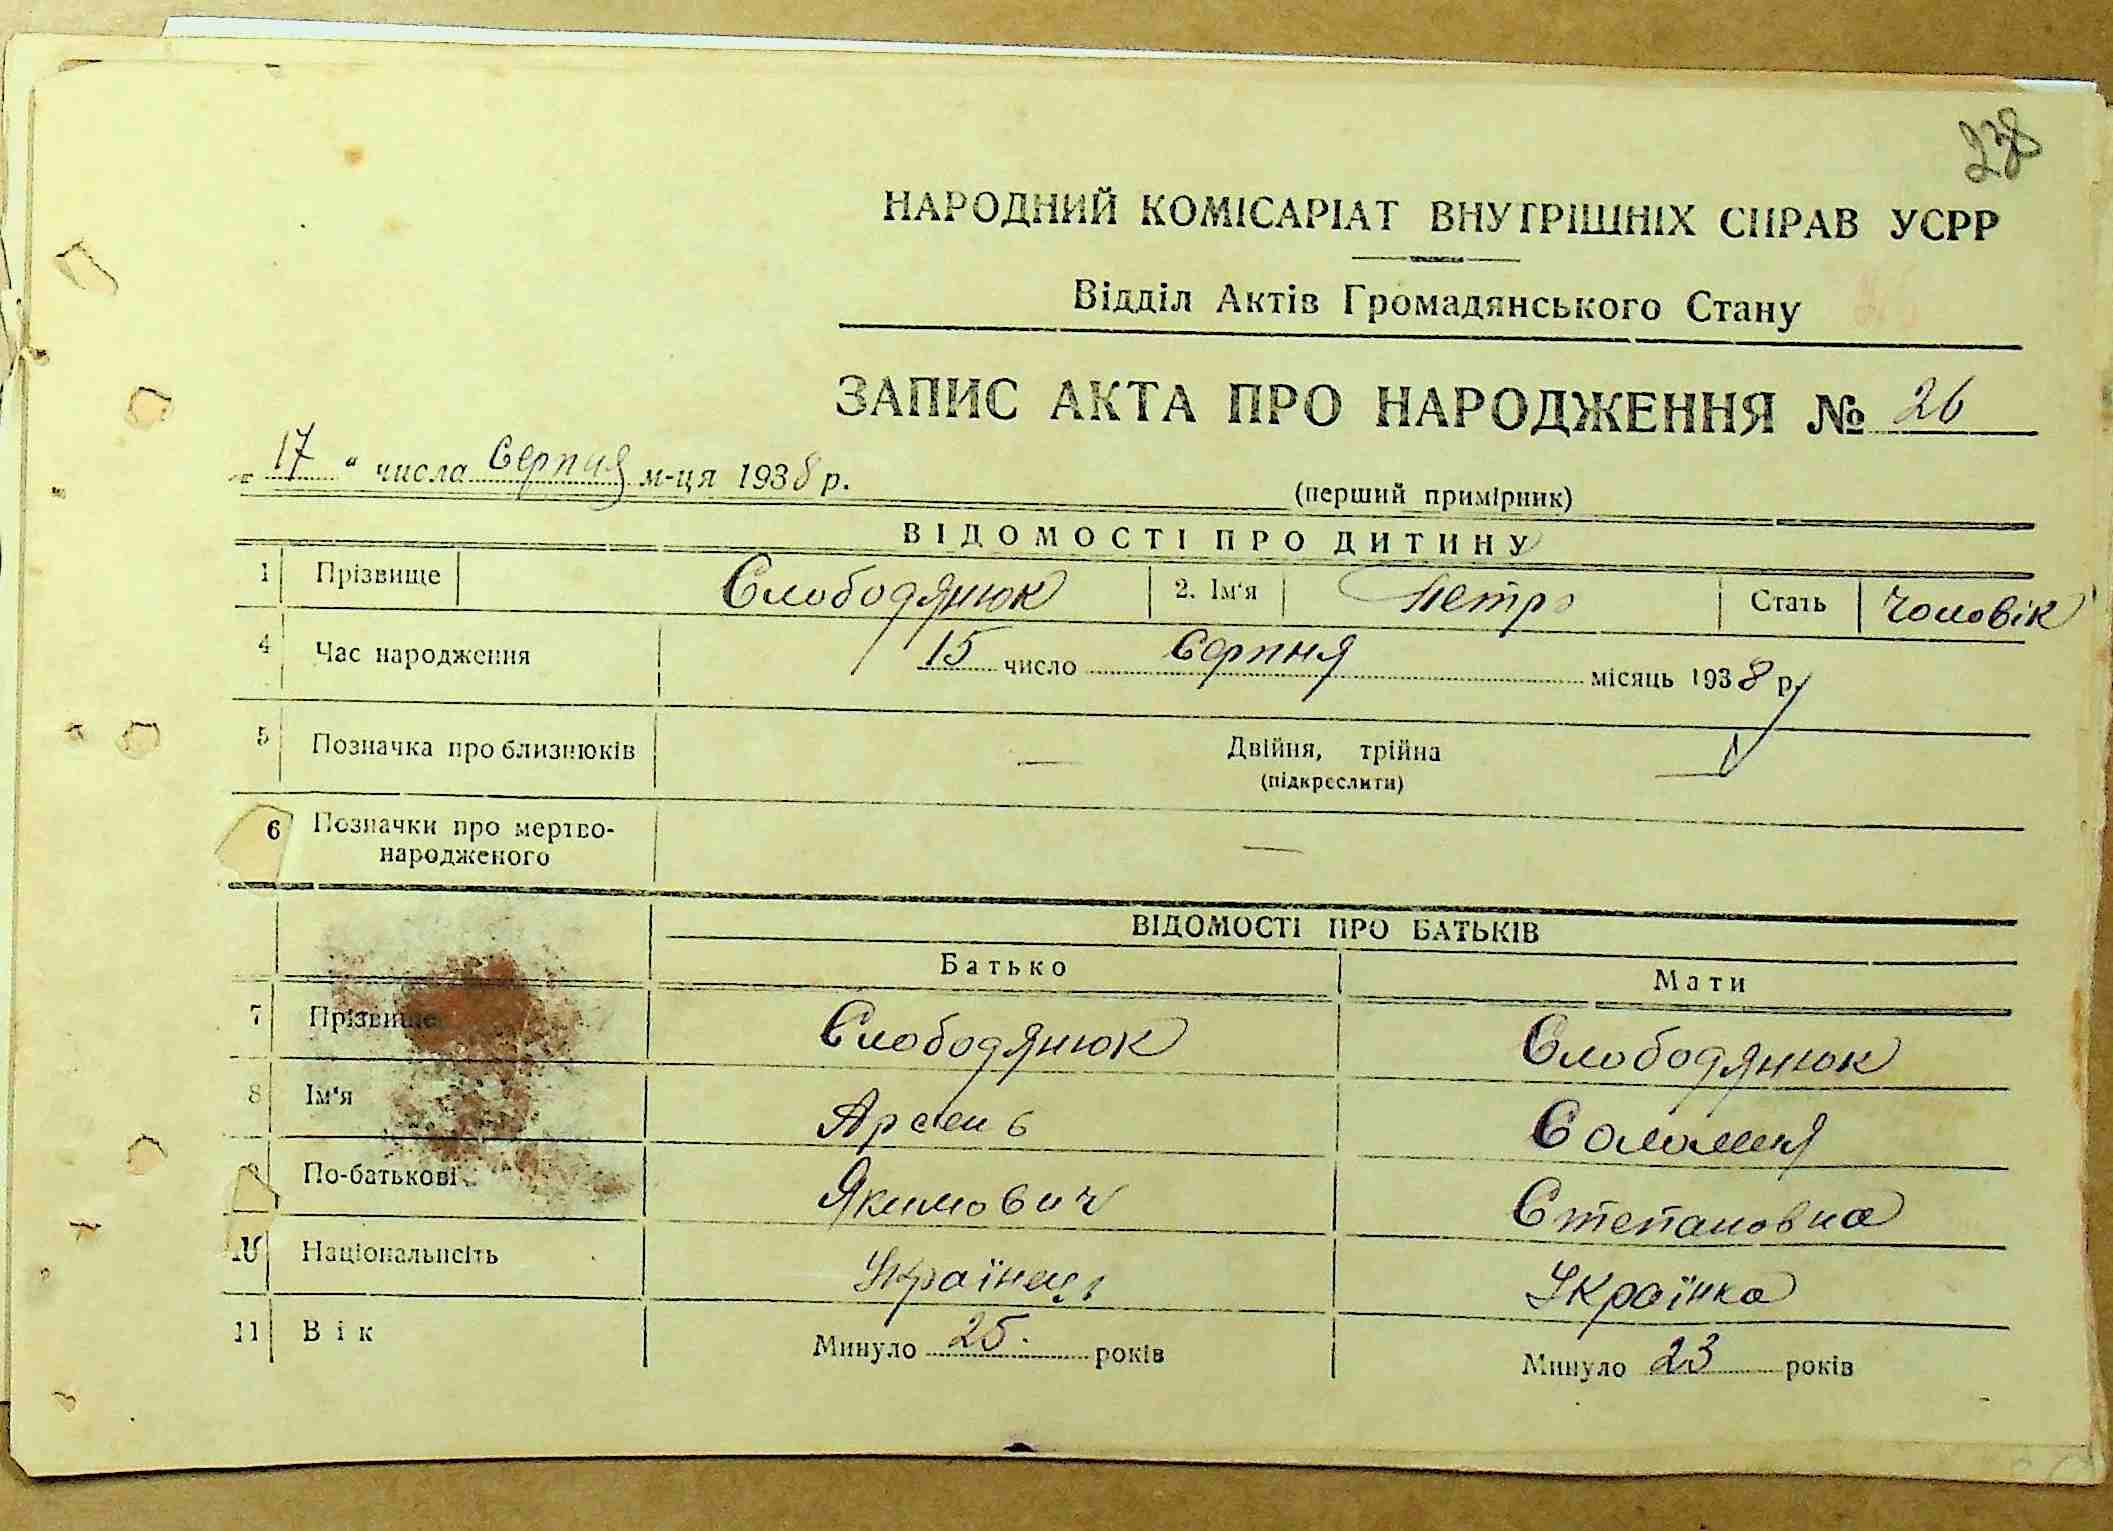 238
НАРОДНИЙ КОМІСАРІАТ ВНУТРІШНІХ СПРАВ УСРР
Відділ Актів Громадянського Стану
ЗАПИС АКТА ПРО НАРОДЖЕННЯ № 26
" 17 " числа Серпня м-ця 1938 р.
(перший примірник)
ВІДОМОСТІ ПРО ДИТИНУ
1 Прізвище Слободянюк 2. Ім'я Петро Стать чоловік
4 Час народження 15 число Серпня місяць 1938 р.
5 Позначка про близнюків — Двійня, трійна —
(підкреслити)
6 Позначки про мертво-
народженого —
ВІДОМОСТІ ПРО БАТЬКІВ
Батько Мати
7 Прізвище Слободянюк Слободянюк
8 Ім'я Арсень Соломия
9 По-батькові Якимович Степановна
10 Національність Українець Українка
11 Вік Минуло 25. років Минуло 23 років